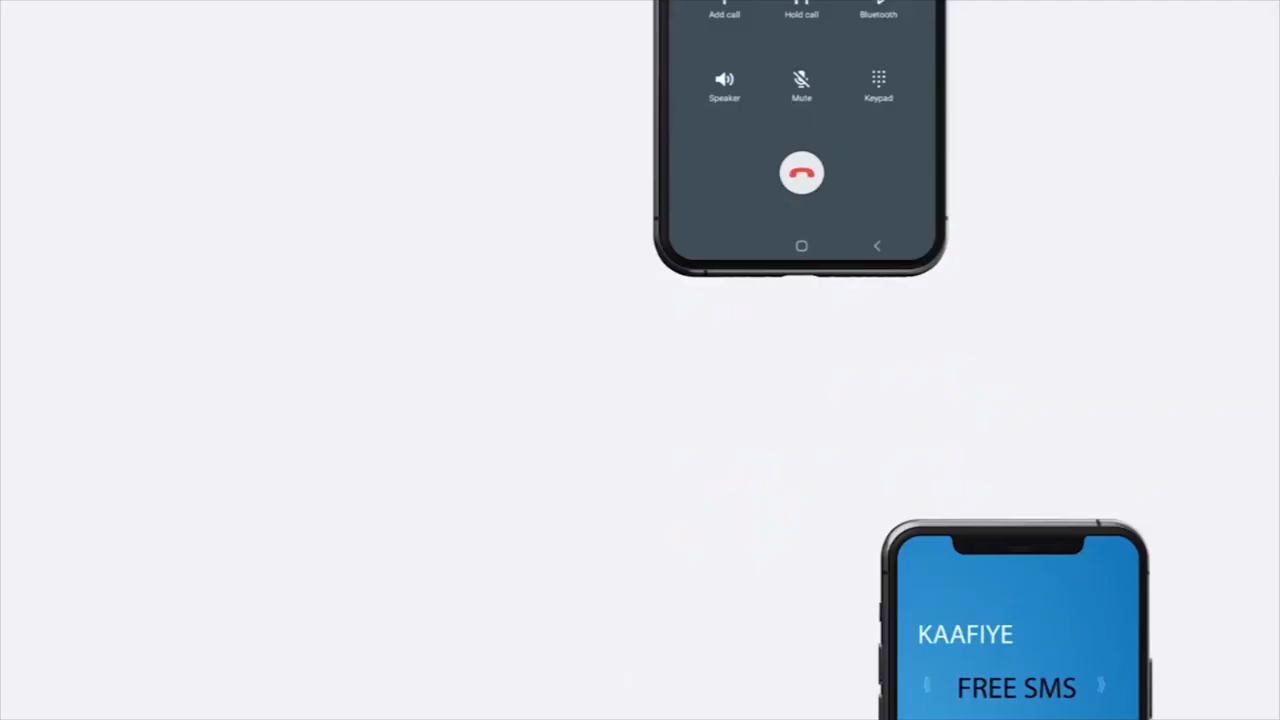 Add call Hold call Bluetooth
Speaker Mute Keypad
KAAFIYE
FREE SMS